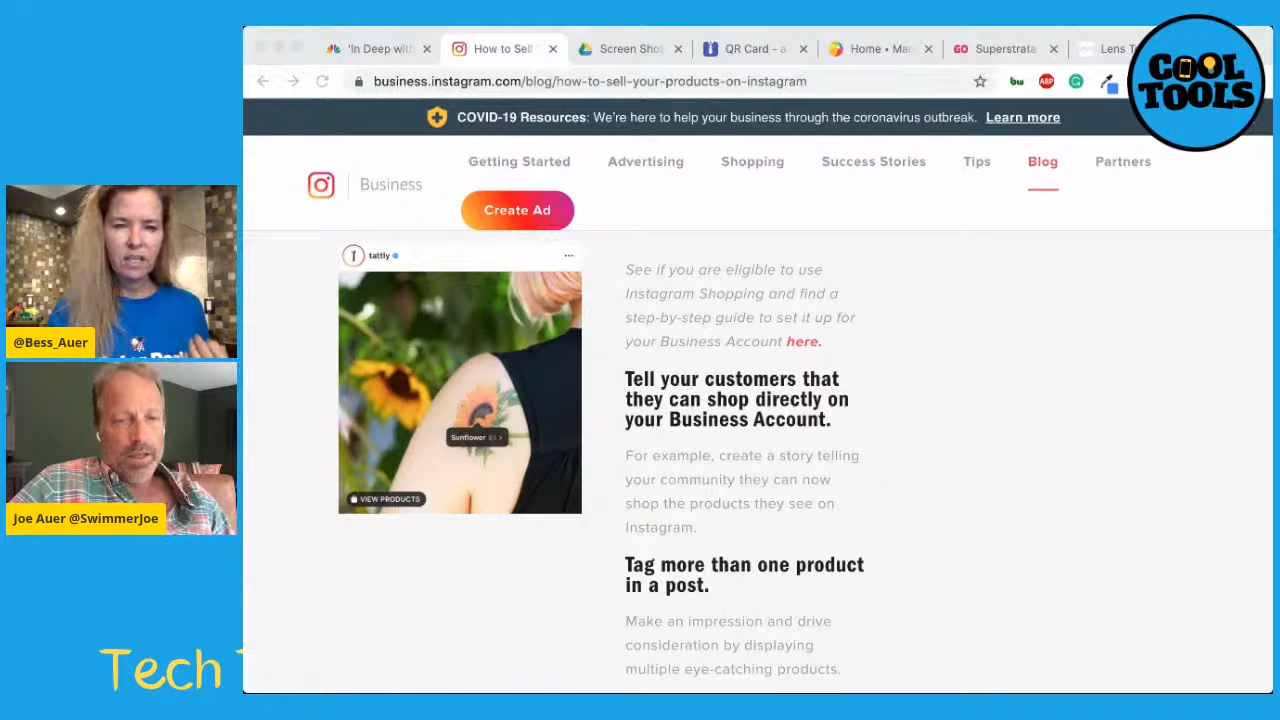 'In Deep with
How to Sell
Screen Shot
QR Card - a
Home • Man
Superstrata
Lens T
COOL
TOOLS
business.instagram.com/blog/how-to-sell-your-products-on-instagram
COVID-19 Resources: We're here to help your business through the coronavirus outbreak. Learn more
Getting Started
Advertising
Shopping
Success Stories
Tips
Blog
Partners
Business
Create Ad
tattly
See if you are eligible to use
Instagram Shopping and find a
step-by-step guide to set it up for
your Business Account here.
Tell your customers that
they can shop directly on
your Business Account.
For example, create a story telling
your community they can now
shop the products they see on
Instagram.
Tag more than one product
in a post.
Make an impression and drive
consideration by displaying
multiple eye-catching products.
Sunflower $5 >
VIEW PRODUCTS
@Bess_Auer
Joe Auer @SwimmerJoe
Tech T